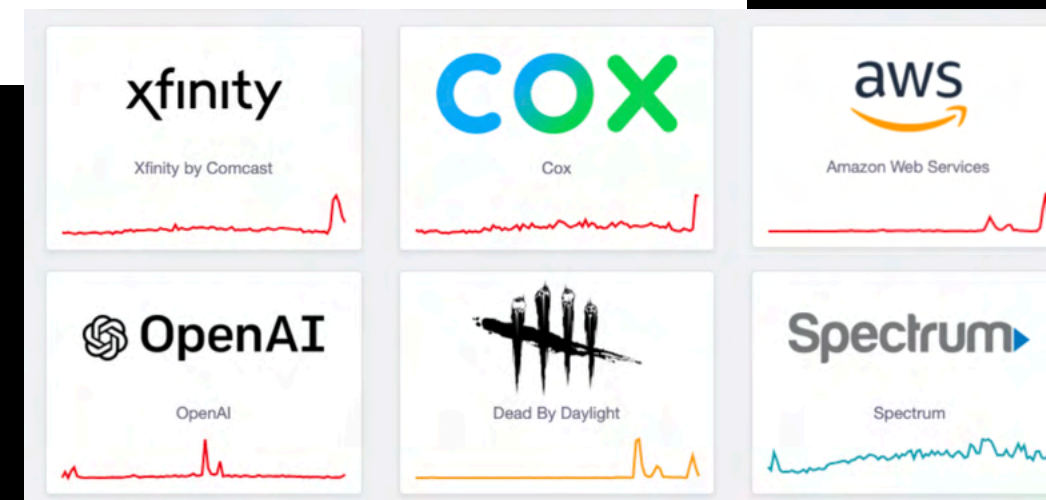 xfinity
COX
aws
Xfinity by Comcast
Cox
Amazon Web Services
OpenAI
Spectrum
OpenAI
Dead By Daylight
Spectrum